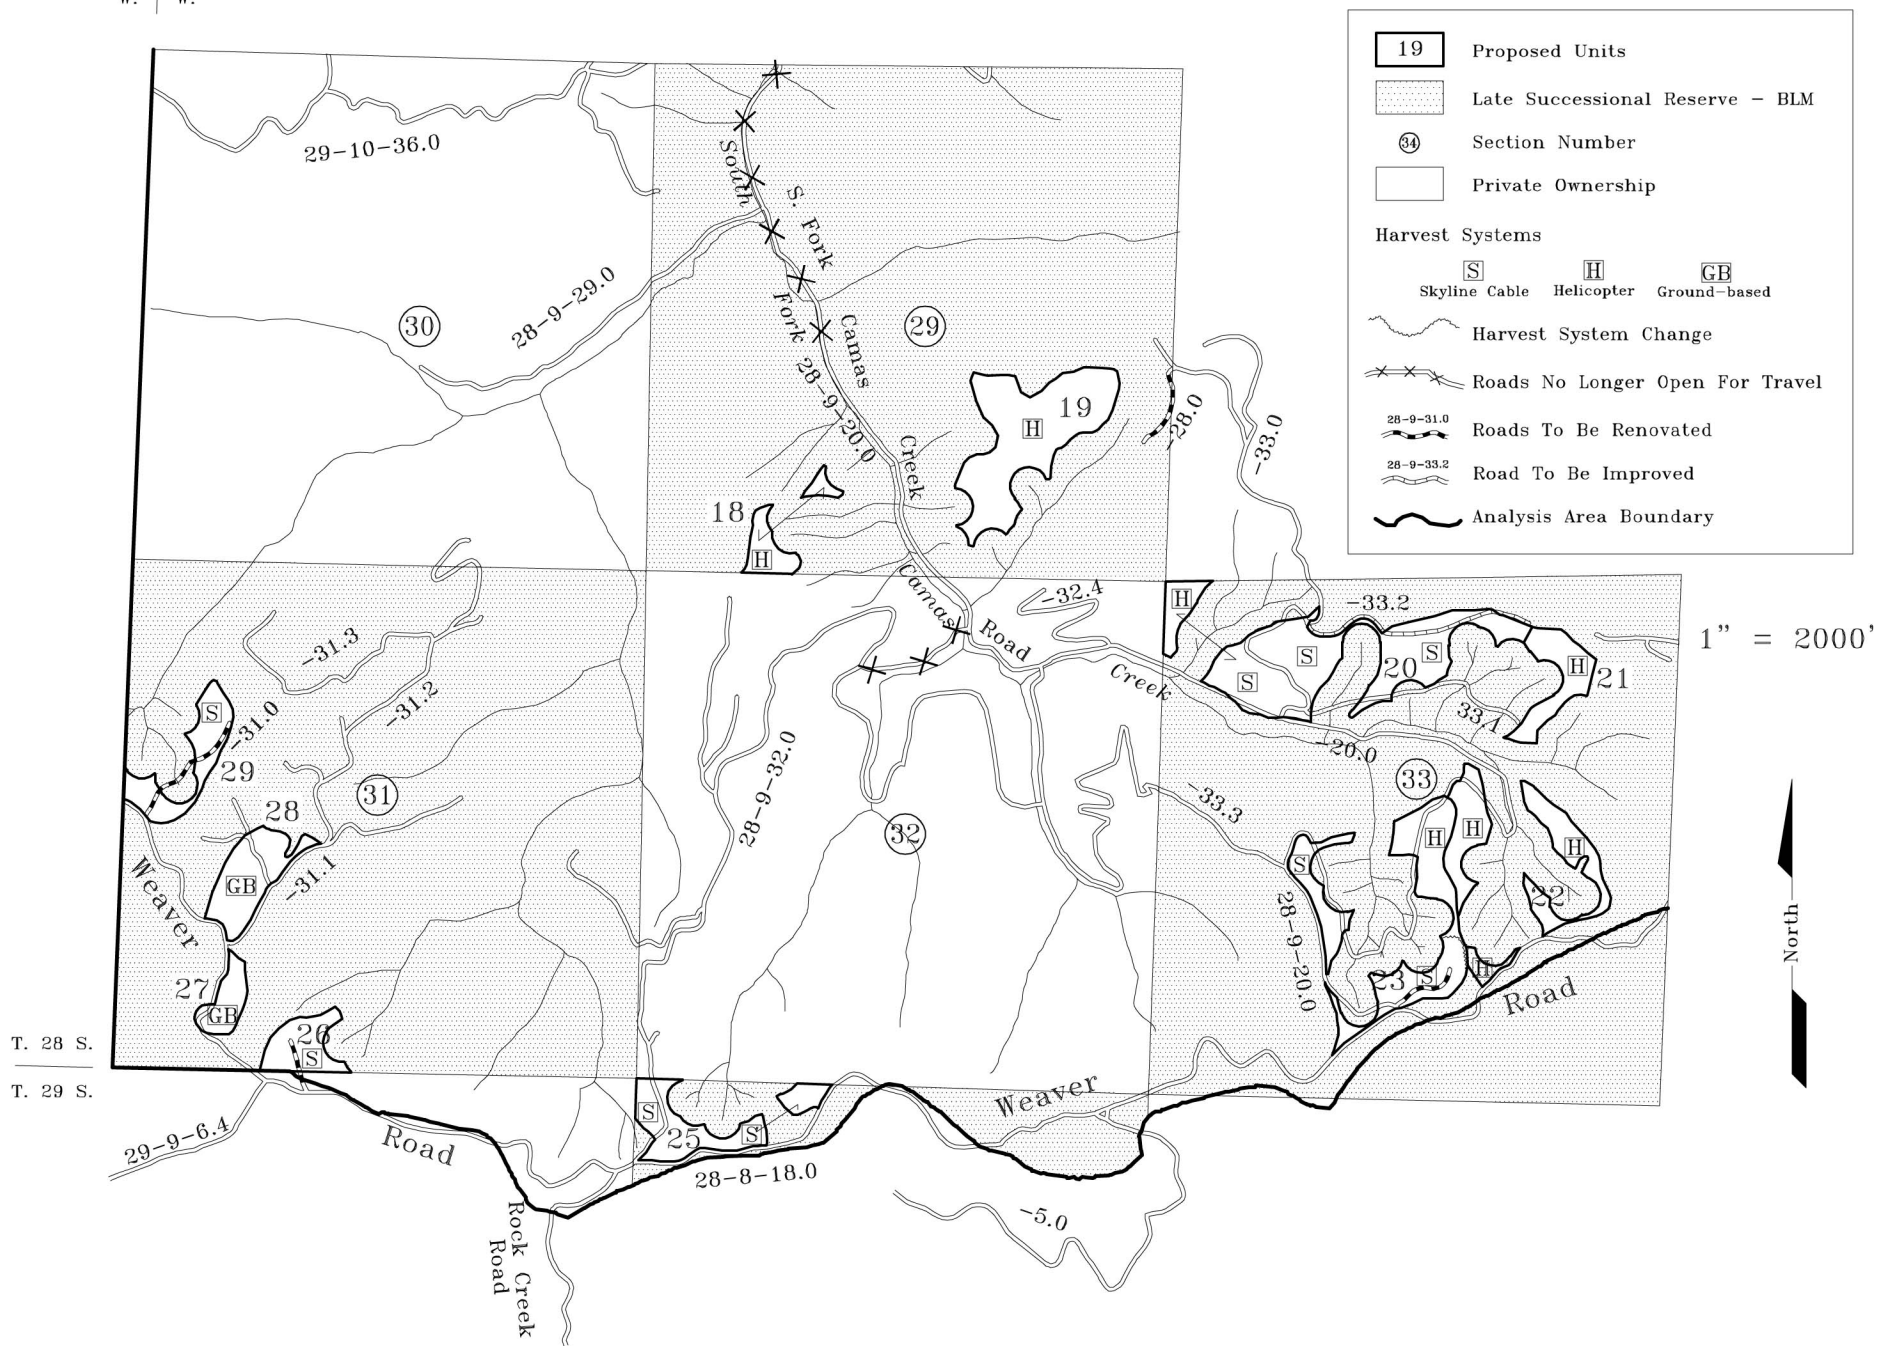 W. W.
19 Proposed Units
Late Successional Reserve - BLM
34 Section Number
Private Ownership
Harvest Systems
S H GB
Skyline Cable Helicopter Ground-based
Harvest System Change
Roads No Longer Open For Travel
28-9-31.0 Roads To Be Renovated
28-9-33.2 Road To Be Improved
Analysis Area Boundary
1" = 2000'
North
29-10-36.0
South
S. Fork
Fork
Camas
28-9-29.0
30
29
28-9-20.0
Creek
19
H
-28.0
-33.0
18
H
Camas
Road
-32.4
Creek
H
-33.2
S
S
20
S
H
21
33.4
-20.0
-31.3
-31.2
-31.0
S
29
31
28
GB
-31.1
Weaver
27
GB
26
S
28-9-32.0
32
-33.3
33
H
H
H
S
22
28-9-20.0
23
S
H
Road
T. 28 S.
T. 29 S.
29-9-6.4
Road
S
25
S
28-8-18.0
Weaver
-5.0
Rock Creek
Road